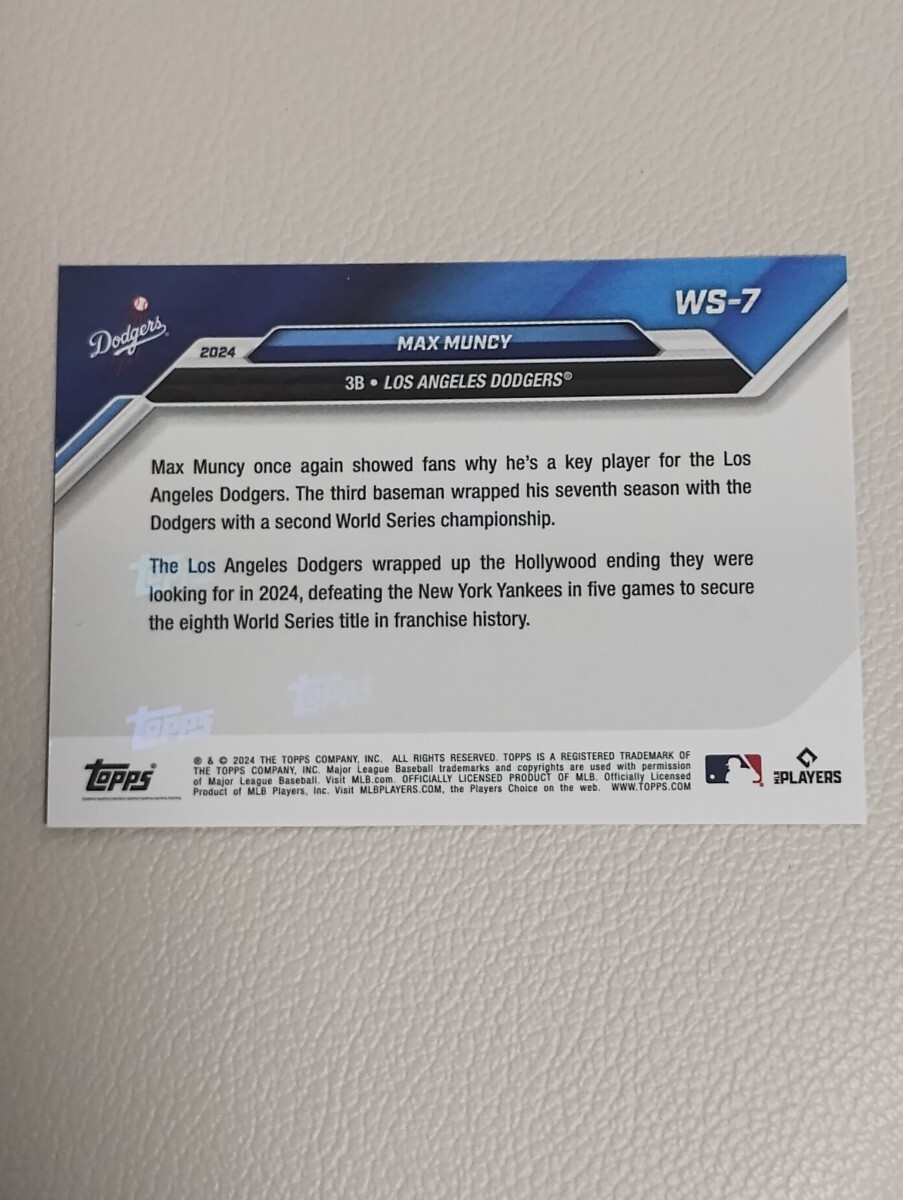 Dodgers
WS-7
2024
MAX MUNCY
3B • LOS ANGELES DODGERS®
Max Muncy once again showed fans why he's a key player for the Los
Angeles Dodgers. The third baseman wrapped his seventh season with the
Dodgers with a second World Series championship.
The Los Angeles Dodgers wrapped up the Hollywood ending they were
looking for in 2024, defeating the New York Yankees in five games to secure
the eighth World Series title in franchise history.
topps
topps
topps
topps
® & © 2024 THE TOPPS COMPANY, INC. ALL RIGHTS RESERVED. TOPPS IS A REGISTERED TRADEMARK OF
THE TOPPS COMPANY, INC. Major League Baseball trademarks and copyrights are used with permission
of Major League Baseball. Visit MLB.com. OFFICIALLY LICENSED PRODUCT OF MLB. Officially Licensed
Product of MLB Players, Inc. Visit MLBPLAYERS.COM, the Players Choice on the web. WWW.TOPPS.COM
MLB PLAYERS